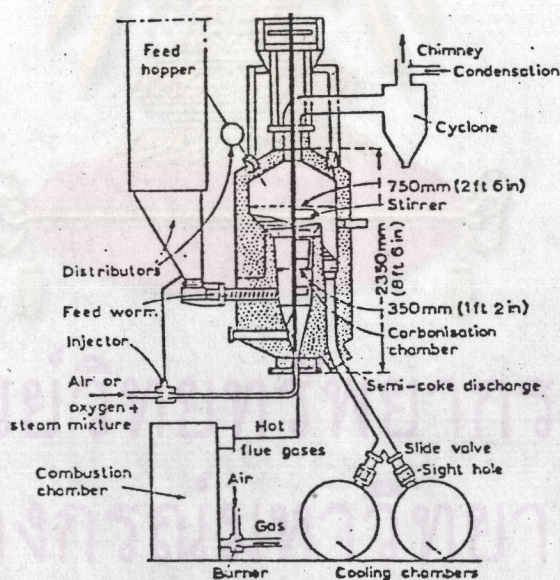 Feed
hopper
Chimney
Condensation
Cyclone
750mm (2ft 6in)
Stirrer
2350mm
(8ft 6in)
Distributors
Feed worm
350mm (1ft 2in)
Carbonisation
chamber
Injector
Air or
oxygen+
steam mixture
Semi-coke discharge
Hot
flue gases
Slide valve
Sight hole
Combustion
chamber
Air
Gas
Burner
Cooling chambers